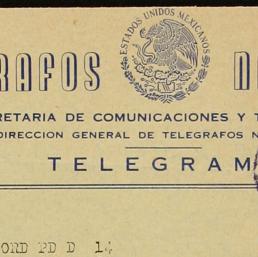 ESTADOS UNIDOS MEXICANOS
RAFOS N
RETARIA DE COMUNICACIONES Y T
DIRECCION GENERAL DE TELEGRAFOS N
TELEGRAM
ORD PD D 14